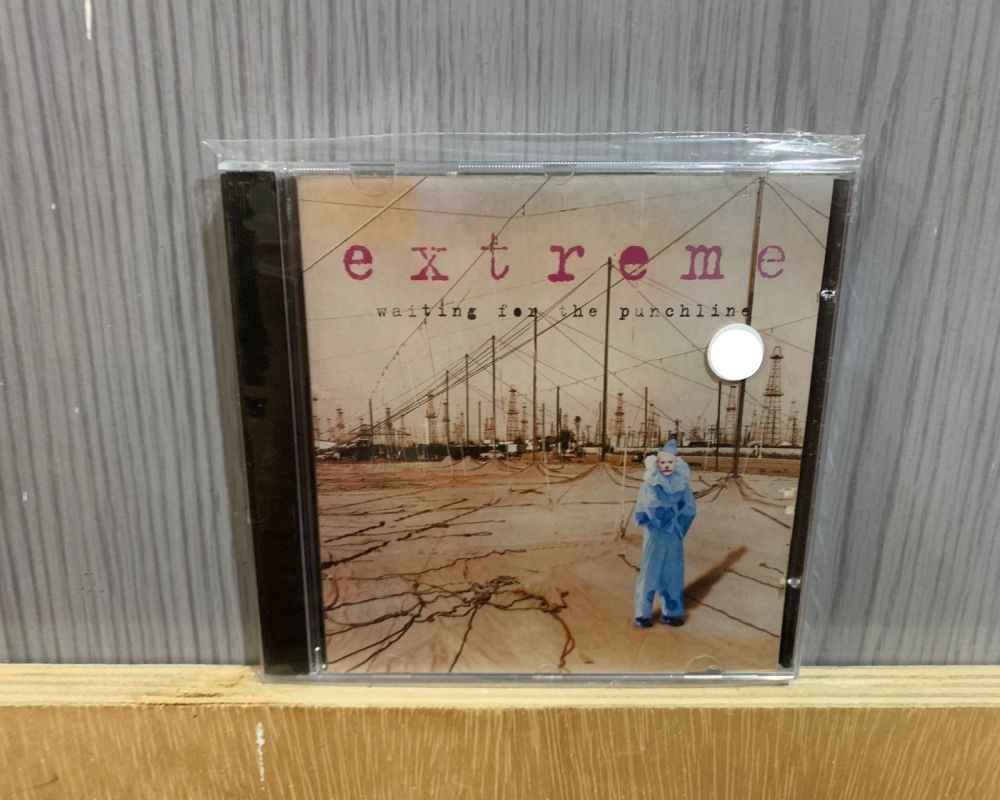 extreme
waiting for the punchline